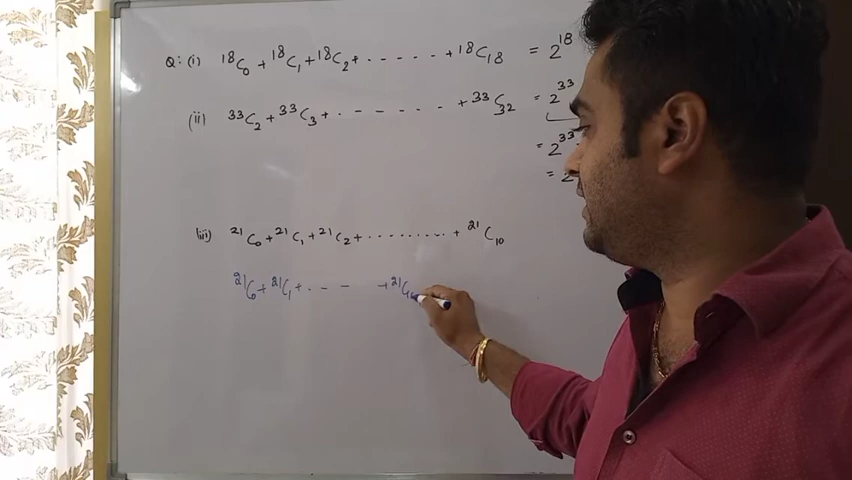 Q: (i) ¹⁸C₀ + ¹⁸C₁ + ¹⁸C₂ + ...... + ¹⁸C₁₈ = 2¹⁸
(ii) ³³C₂ + ³³C₃ + ....... + ³³C₃₂ = 2³³
= 2³³
= 2
(iii) ²¹C₀ + ²¹C₁ + ²¹C₂ + ......... + ²¹C₁₀
²¹C₀ + ²¹C₁ + .... + ²¹C